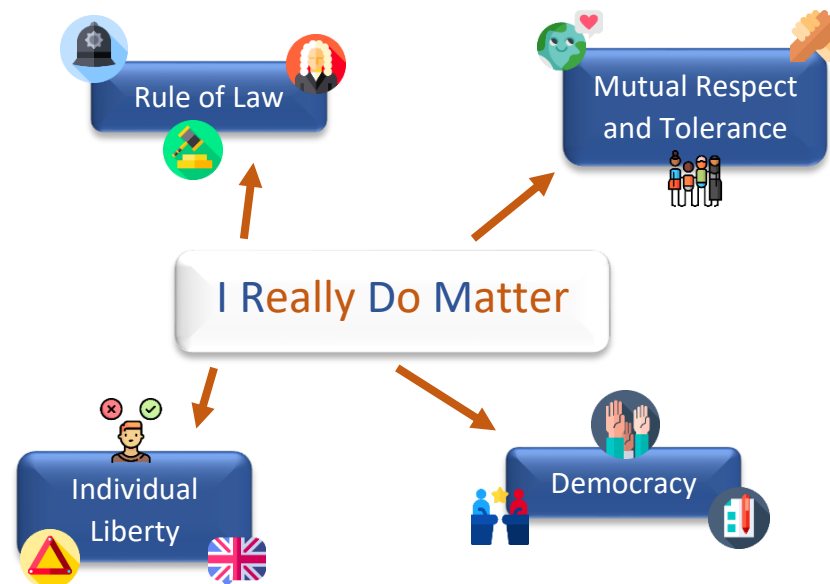 Rule of Law
Mutual Respect
and Tolerance
I Really Do Matter
Individual
Liberty
Democracy